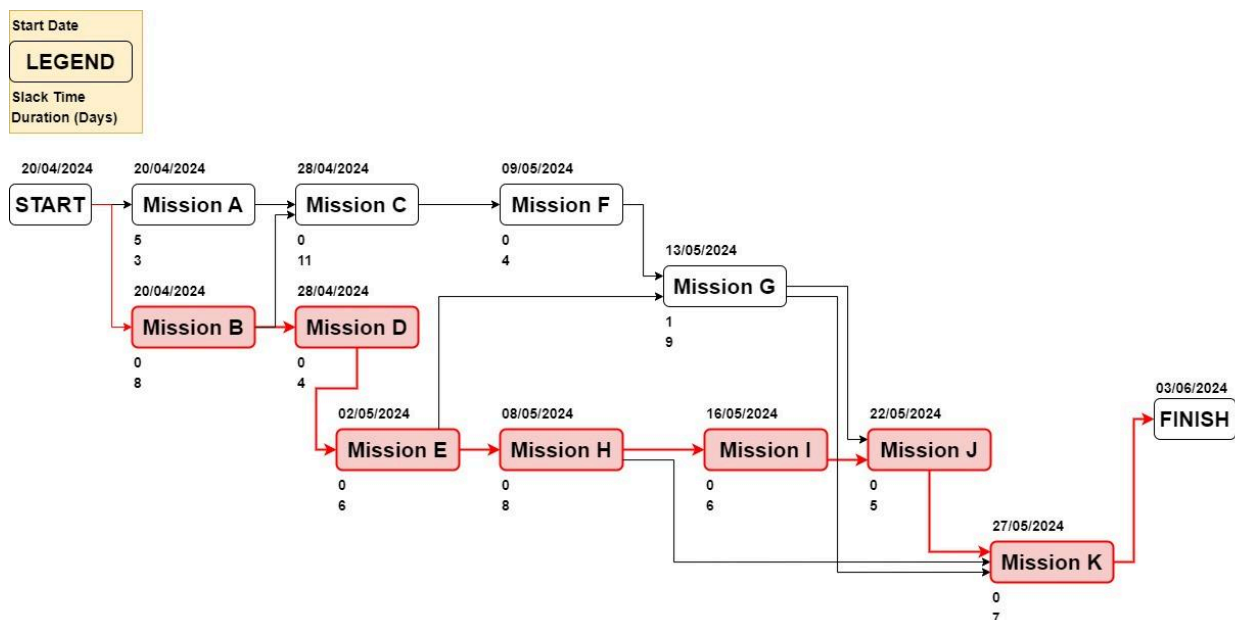 Start Date
LEGEND
Slack Time
Duration (Days)
20/04/2024
START
20/04/2024
Mission A
5
3
28/04/2024
Mission C
0
11
09/05/2024
Mission F
0
4
13/05/2024
Mission G
1
9
20/04/2024
Mission B
0
8
28/04/2024
Mission D
0
4
02/05/2024
Mission E
0
6
08/05/2024
Mission H
0
8
16/05/2024
Mission I
0
6
22/05/2024
Mission J
0
5
27/05/2024
Mission K
0
7
03/06/2024
FINISH